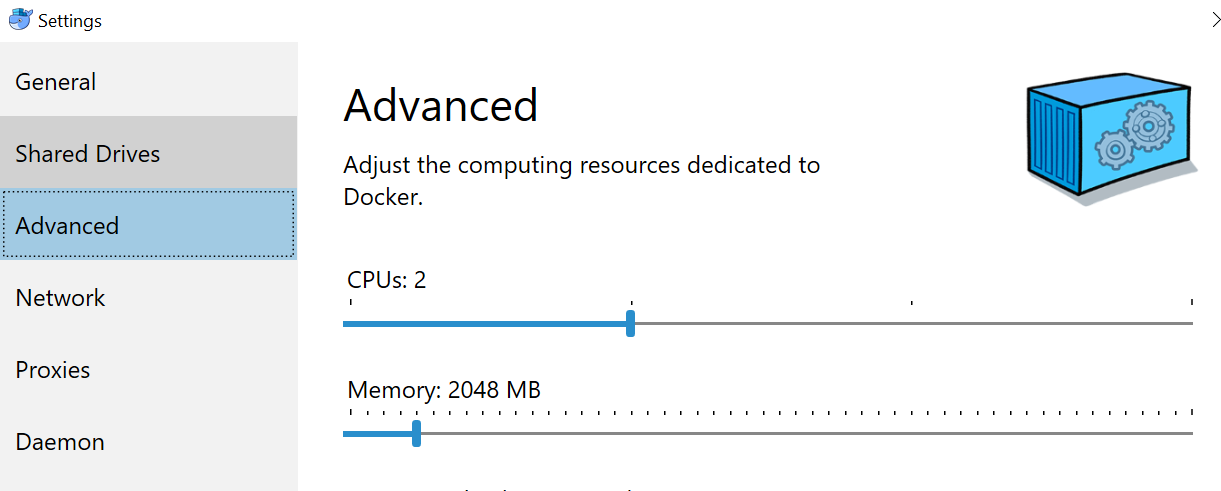 Settings
General
Shared Drives
Advanced
Network
Proxies
Daemon
Advanced
Adjust the computing resources dedicated to
Docker.
CPUs: 2
Memory: 2048 MB